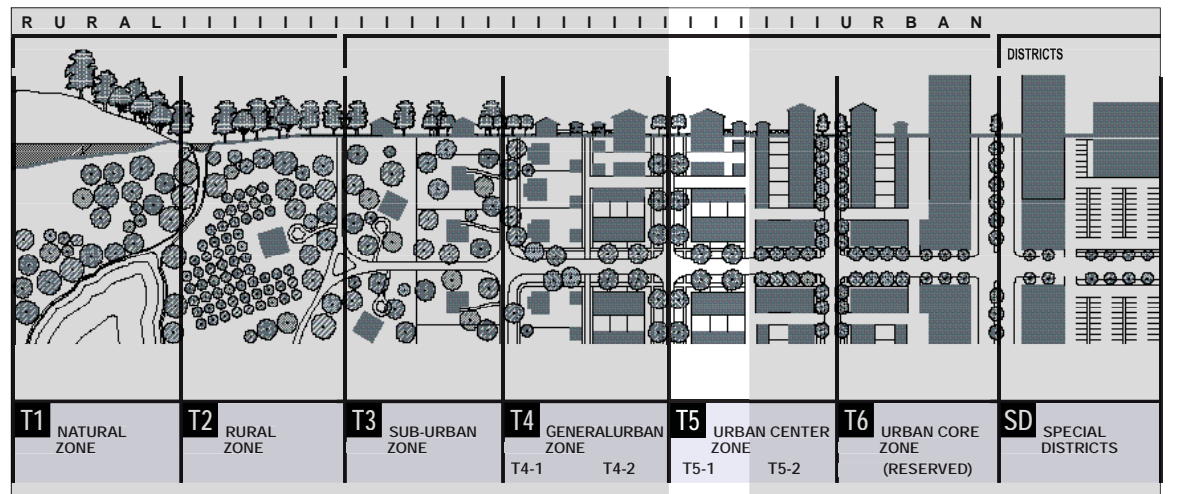 R U R A L I I I I I I I I I I I I I I I I I I I I I I I I I I U R B A N
DISTRICTS
T1 NATURAL
ZONE
T2 RURAL
ZONE
T3 SUB-URBAN
ZONE
T4 GENERALURBAN
ZONE
T4-1 T4-2
T5 URBAN CENTER
ZONE
T5-1 T5-2
T6 URBAN CORE
ZONE
(RESERVED)
SD SPECIAL
DISTRICTS